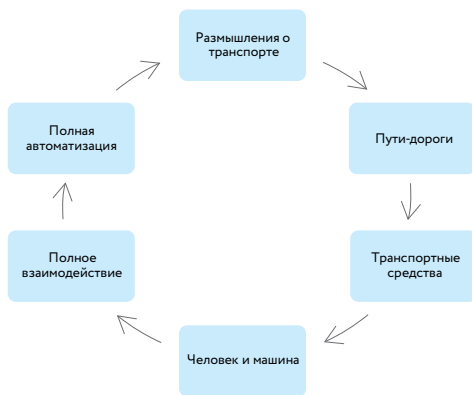 Размышления о
транспорте
Пути-дороги
Транспортные
средства
Человек и машина
Полное
взаимодействие
Полная
автоматизация